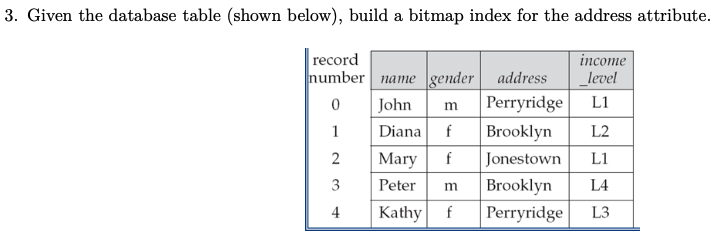 3. Given the database table (shown below), build a bitmap index for the address attribute.
record number name gender address income _level
0 John m Perryridge L1
1 Diana f Brooklyn L2
2 Mary f Jonestown L1
3 Peter m Brooklyn L4
4 Kathy f Perryridge L3